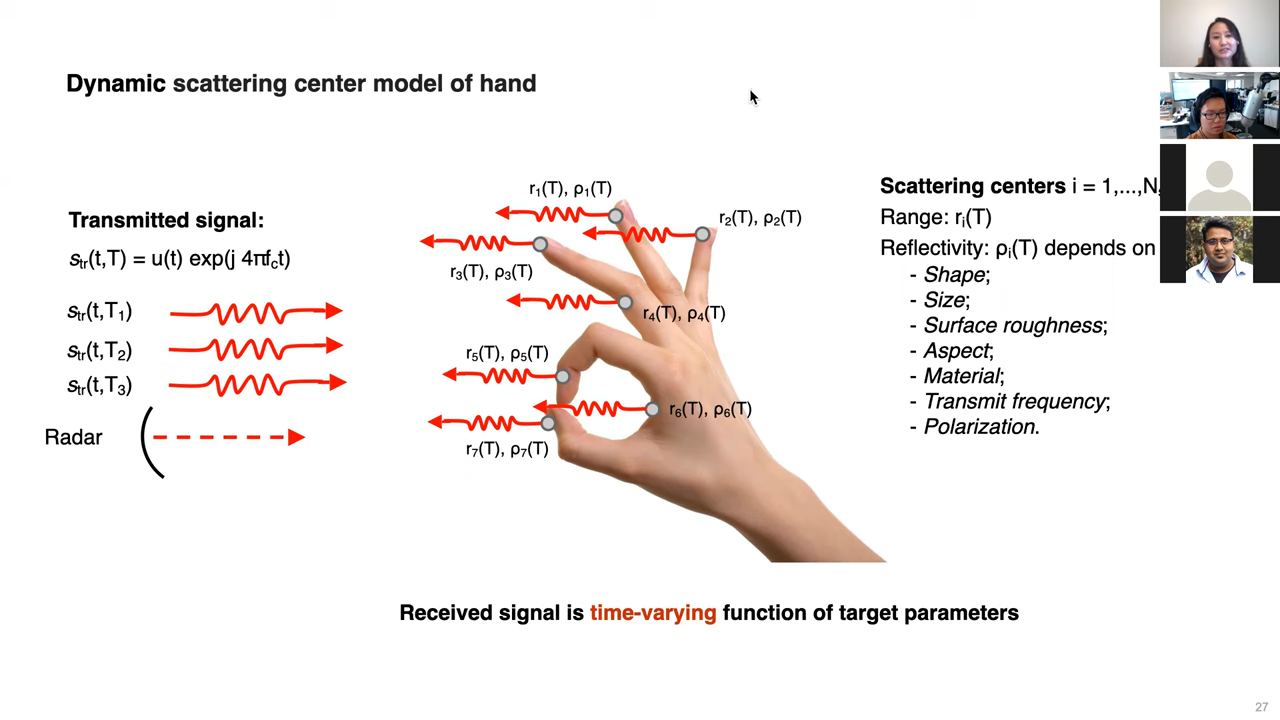 Dynamic scattering center model of hand
Transmitted signal:
str(t,T) = u(t) exp(j 4πfct)
str(t,T1)
str(t,T2)
str(t,T3)
Radar
r1(T), ρ1(T)
r2(T), ρ2(T)
r3(T), ρ3(T)
r4(T), ρ4(T)
r5(T), ρ5(T)
r6(T), ρ6(T)
r7(T), ρ7(T)
Scattering centers i = 1,...,N,
Range: ri(T)
Reflectivity: ρi(T) depends on
- Shape;
- Size;
- Surface roughness;
- Aspect;
- Material;
- Transmit frequency;
- Polarization.
Received signal is time-varying function of target parameters
27